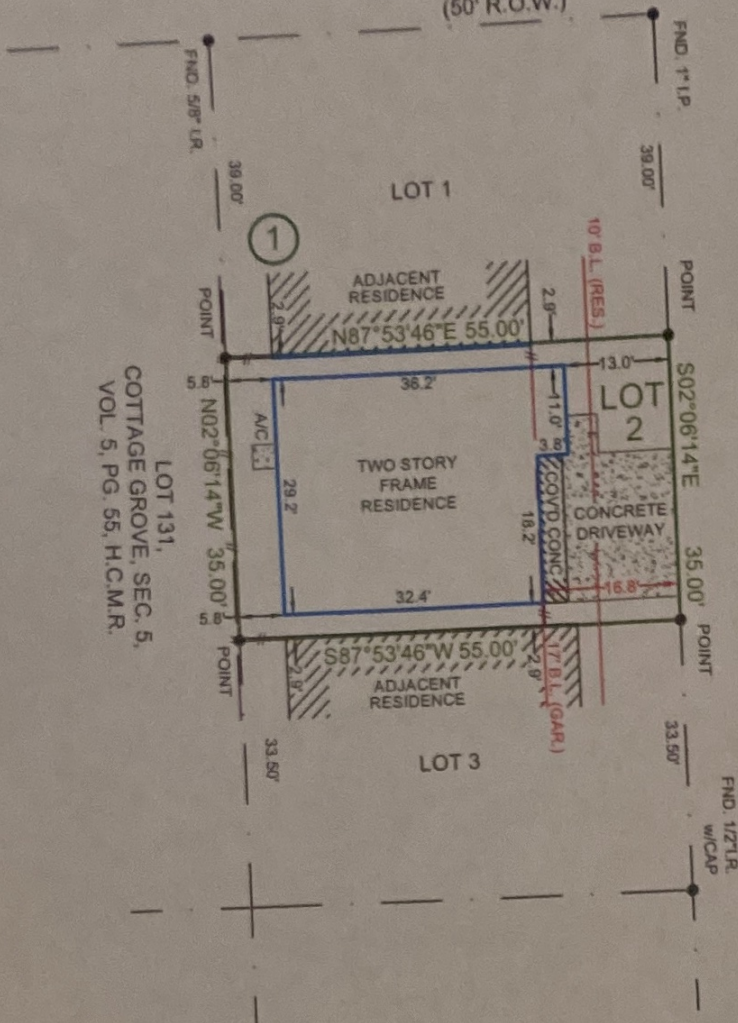 (50' R.O.W.)
FND. 5/8" I.R.
FND. 1" I.P.
39.00'
39.00'
LOT 1
1
10' B.L. (RES.)
ADJACENT
RESIDENCE
2.9'
2.9'
POINT
POINT
N87°53'46"E 55.00'
13.0'
5.8'
36.2'
11.0'
LOT
2
S02°06'14"E 35.00'
A/C
3.8'
TWO STORY
FRAME
RESIDENCE
29.2'
18.2'
COV'D CONC
CONCRETE
DRIVEWAY
N02°06'14"W 35.00'
LOT 131,
COTTAGE GROVE, SEC. 5,
VOL. 5, PG. 55, H.C.M.R.
16.8'
32.4'
5.8'
S87°53'46"W 55.00'
POINT
POINT
2.9'
2.9'
17' B.L. (GAR.)
ADJACENT
RESIDENCE
33.50'
33.50'
LOT 3
FND. 1/2" I.R.
w/CAP